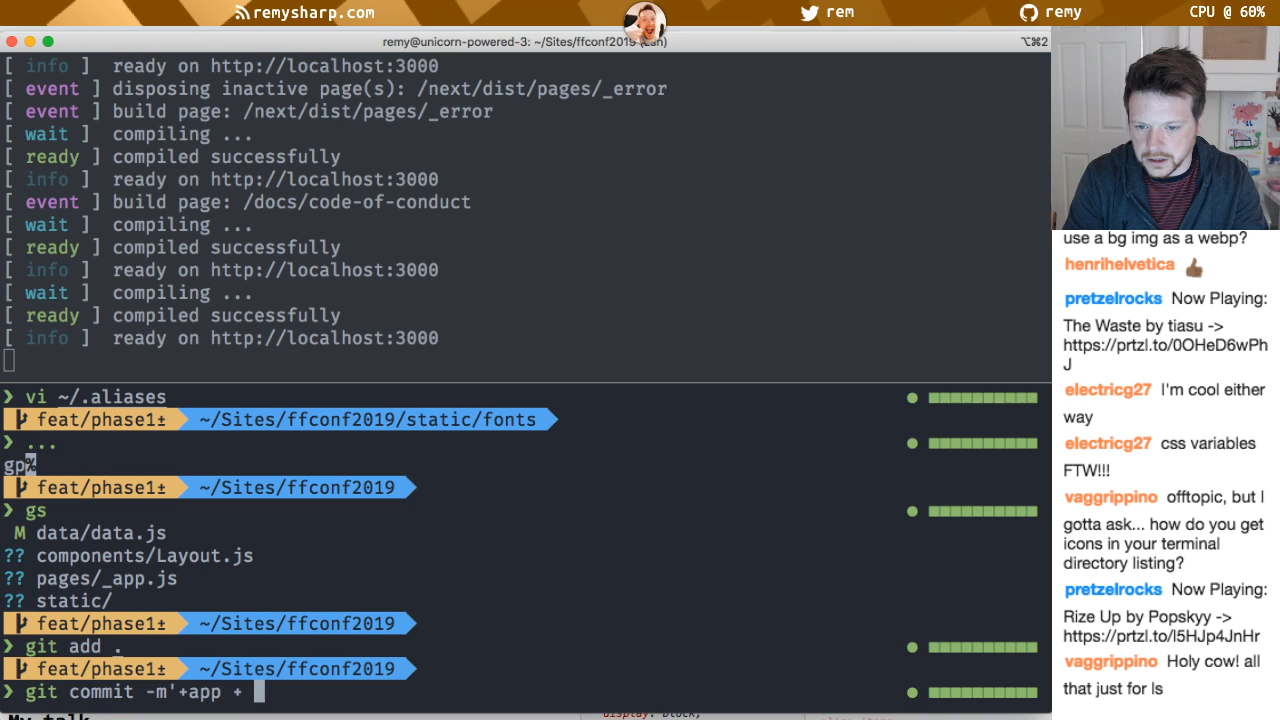 remysharp.com
rem
remy
CPU @ 60%
remy@unicorn-powered-3: ~/Sites/ffconf2019 (zsh)
⌥⌘2
[ info ] ready on http://localhost:3000
[ event ] disposing inactive page(s): /next/dist/pages/_error
[ event ] build page: /next/dist/pages/_error
[ wait ] compiling ...
[ ready ] compiled successfully
[ info ] ready on http://localhost:3000
[ event ] build page: /docs/code-of-conduct
[ wait ] compiling ...
[ ready ] compiled successfully
[ info ] ready on http://localhost:3000
[ wait ] compiling ...
[ ready ] compiled successfully
[ info ] ready on http://localhost:3000
❯ vi ~/.aliases
feat/phase1± ~/Sites/ffconf2019/static/fonts
❯ ...
gp%
feat/phase1± ~/Sites/ffconf2019
❯ gs
M data/data.js
?? components/Layout.js
?? pages/_app.js
?? static/
feat/phase1± ~/Sites/ffconf2019
❯ git add .
feat/phase1± ~/Sites/ffconf2019
❯ git commit -m'+app +
use a bg img as a webp?
henrihelvetica 👍🏾
pretzelrocks Now Playing:
The Waste by tiasu ->
https://prtzl.to/0OHeD6wPh
J
electricg27 I'm cool either
way
electricg27 css variables
FTW!!!
vaggrippino offtopic, but I
gotta ask... how do you get
icons in your terminal
directory listing?
pretzelrocks Now Playing:
Rize Up by Popskyy ->
https://prtzl.to/l5HJp4JnHr
vaggrippino Holy cow! all
that just for ls